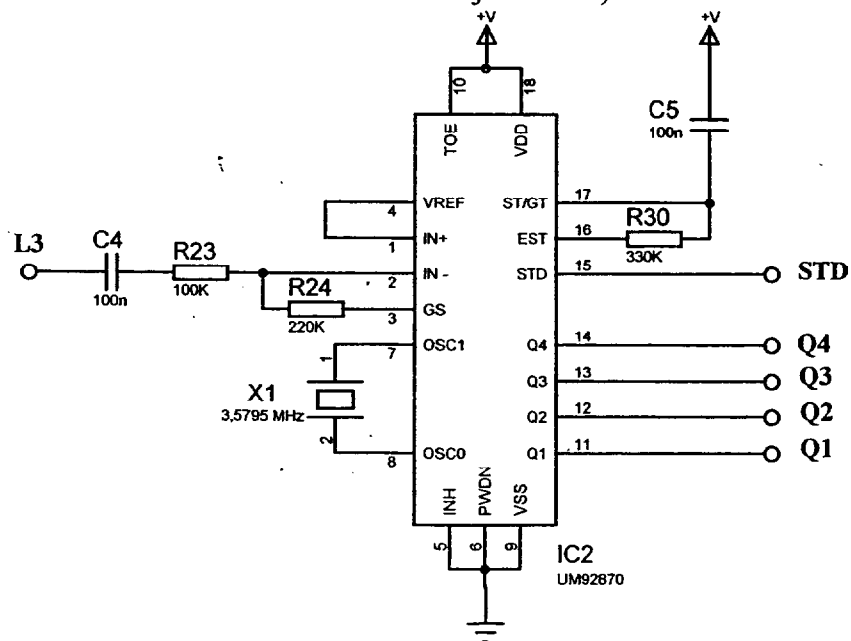 +V
+V
10
18
TOE
VDD
C5
100n
VREF
ST/GT
17
4
R30
IN+
EST
16
1
330K
L3
C4
R23
100n
100K
IN -
STD
15
STD
2
R24
220K
GS
3
OSC1
Q4
14
Q4
7
1
Q3
13
Q3
X1
3,5795 MHz
Q2
12
Q2
2
OSC0
Q1
11
Q1
8
INH
PWDN
VSS
5
6
9
IC2
UM92870